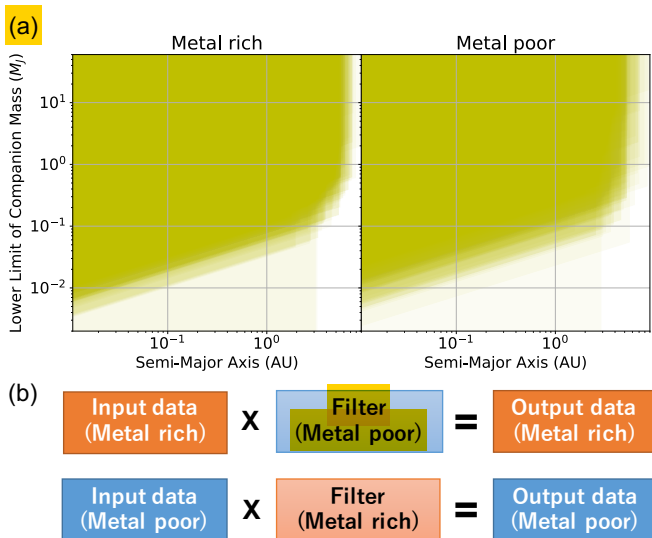 (a)
Metal rich
Metal poor
Lower Limit of Companion Mass (M_J)
10¹
10⁰
10⁻¹
10⁻²
10⁻¹ 10⁰
10⁻¹ 10⁰
Semi-Major Axis (AU)
Semi-Major Axis (AU)
(b)
Input data
(Metal rich)
X
Filter
(Metal poor)
=
Output data
(Metal rich)
Input data
(Metal poor)
X
Filter
(Metal rich)
=
Output data
(Metal poor)